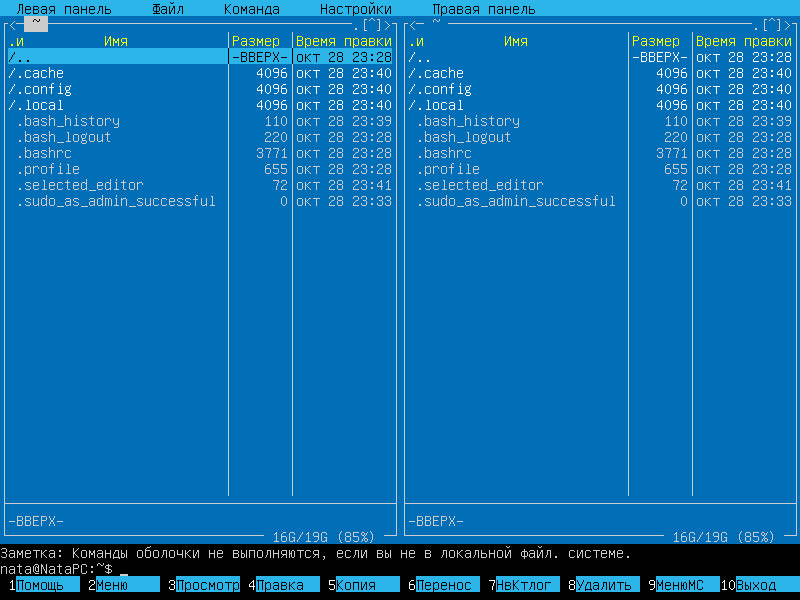 Левая панель Файл Команда Настройки Правая панель
<- ~ .[^]> <- ~ .[^]>
.и Имя Размер Время правки .и Имя Размер Время правки
/.. -ВВЕРХ- окт 28 23:28 /.. -ВВЕРХ- окт 28 23:28
/.cache 4096 окт 28 23:40 /.cache 4096 окт 28 23:40
/.config 4096 окт 28 23:40 /.config 4096 окт 28 23:40
/.local 4096 окт 28 23:40 /.local 4096 окт 28 23:40
.bash_history 110 окт 28 23:39 .bash_history 110 окт 28 23:39
.bash_logout 220 окт 28 23:28 .bash_logout 220 окт 28 23:28
.bashrc 3771 окт 28 23:28 .bashrc 3771 окт 28 23:28
.profile 655 окт 28 23:28 .profile 655 окт 28 23:28
.selected_editor 72 окт 28 23:41 .selected_editor 72 окт 28 23:41
.sudo_as_admin_successful 0 окт 28 23:33 .sudo_as_admin_successful 0 окт 28 23:33
-ВВЕРХ- -ВВЕРХ-
16G/19G (85%) 16G/19G (85%)
Заметка: Команды оболочки не выполняются, если вы не в локальной файл. системе.
nata@NataPC:~$ _
1Помощь 2Меню 3Просмотр 4Правка 5Копия 6Перенос 7НвКтлог 8Удалить 9МенюМС 10Выход